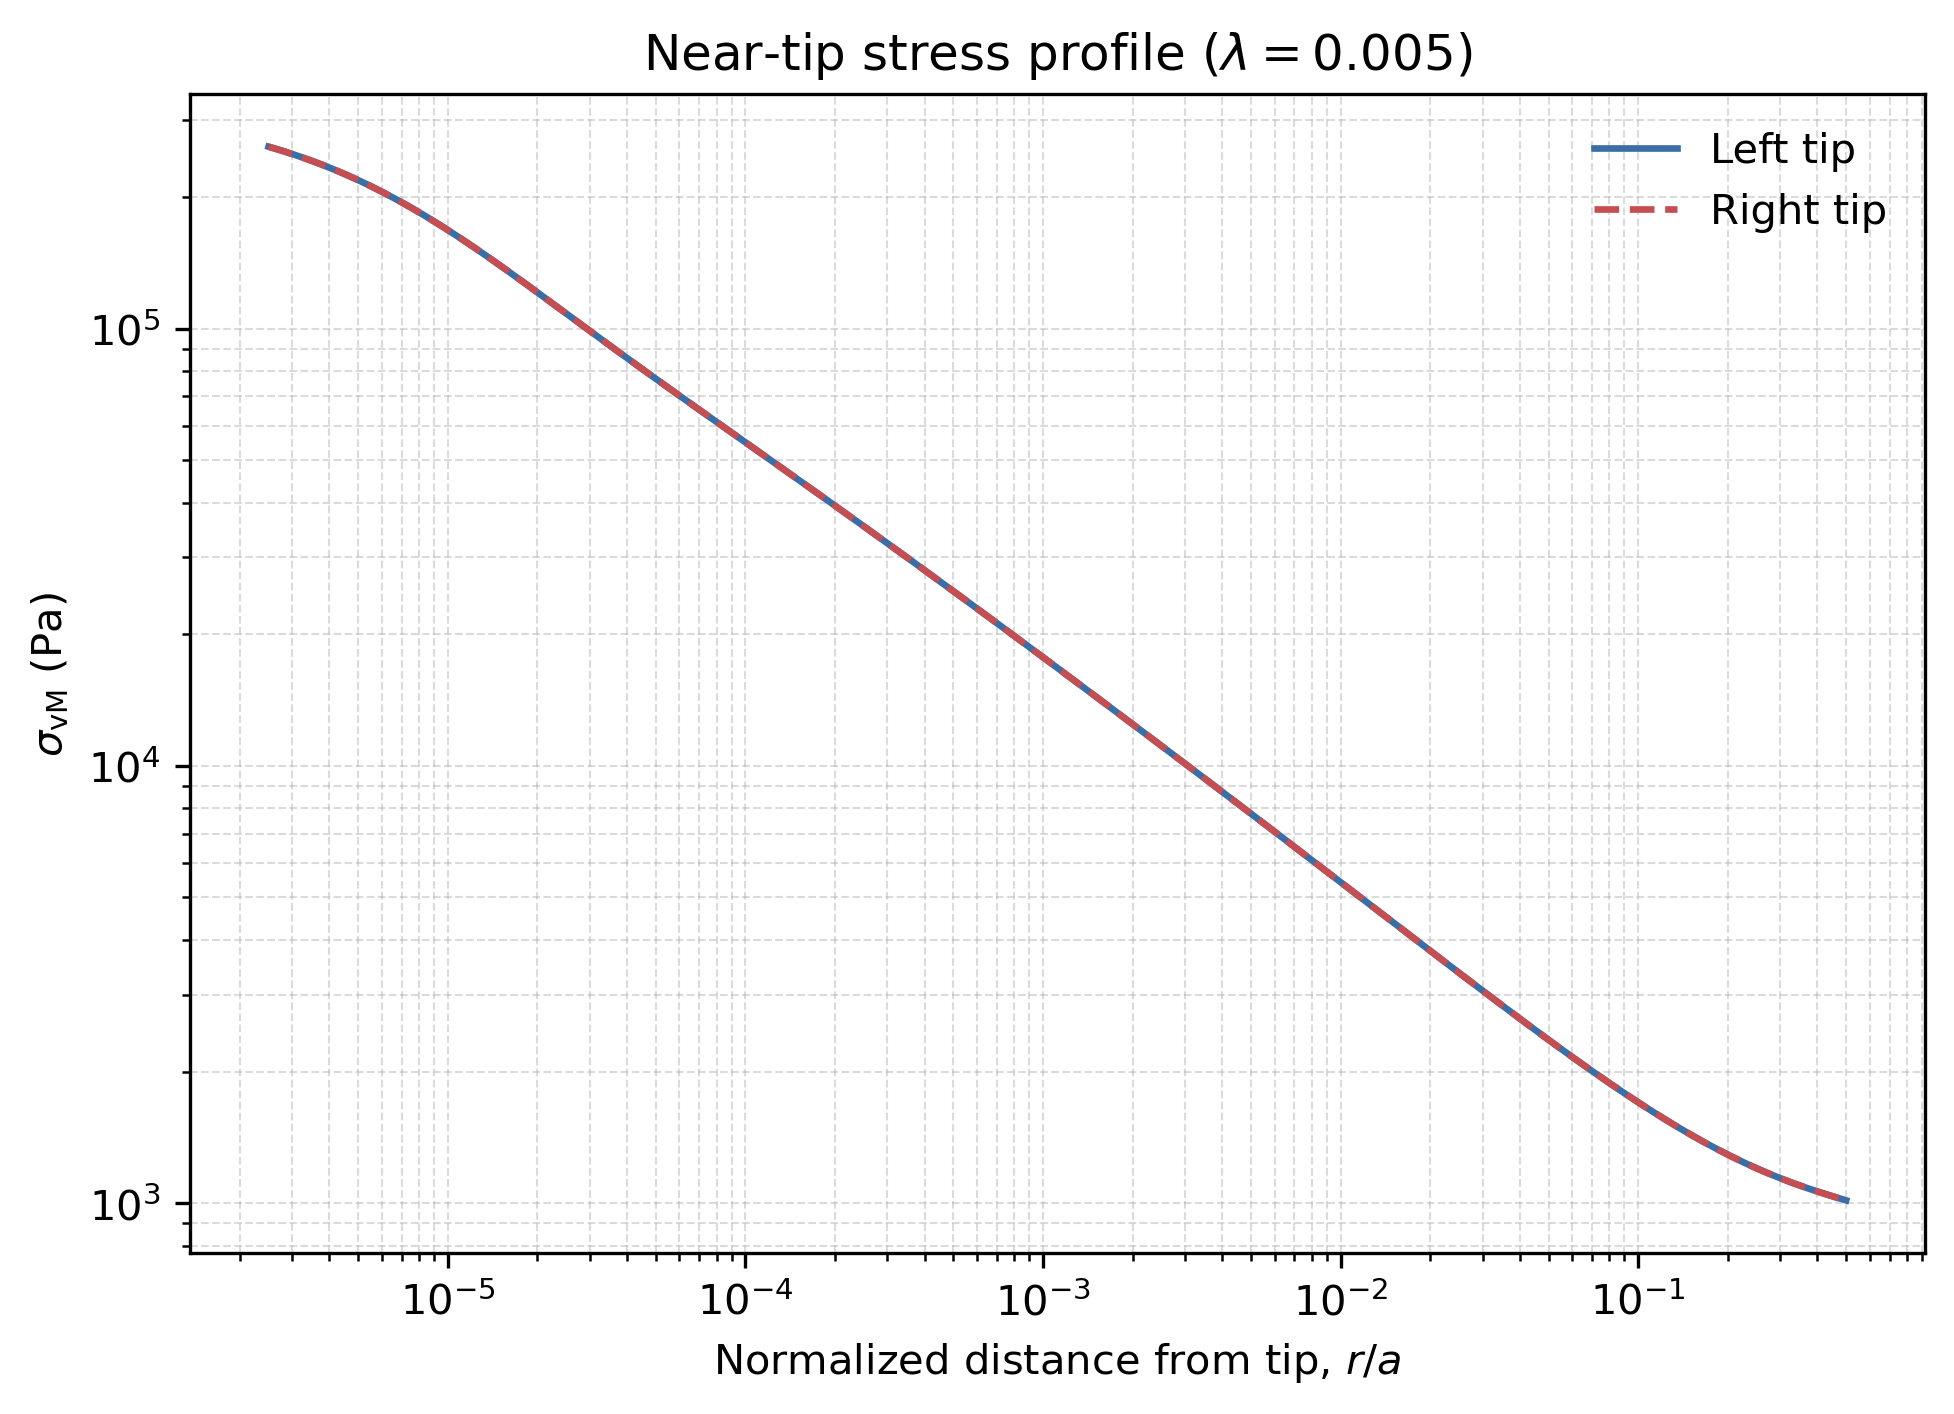 Near-tip stress profile (λ = 0.005)
Left tip
Right tip
σ_vM (Pa)
10⁵
10⁴
10³
10⁻⁵ 10⁻⁴ 10⁻³ 10⁻² 10⁻¹
Normalized distance from tip, r/a